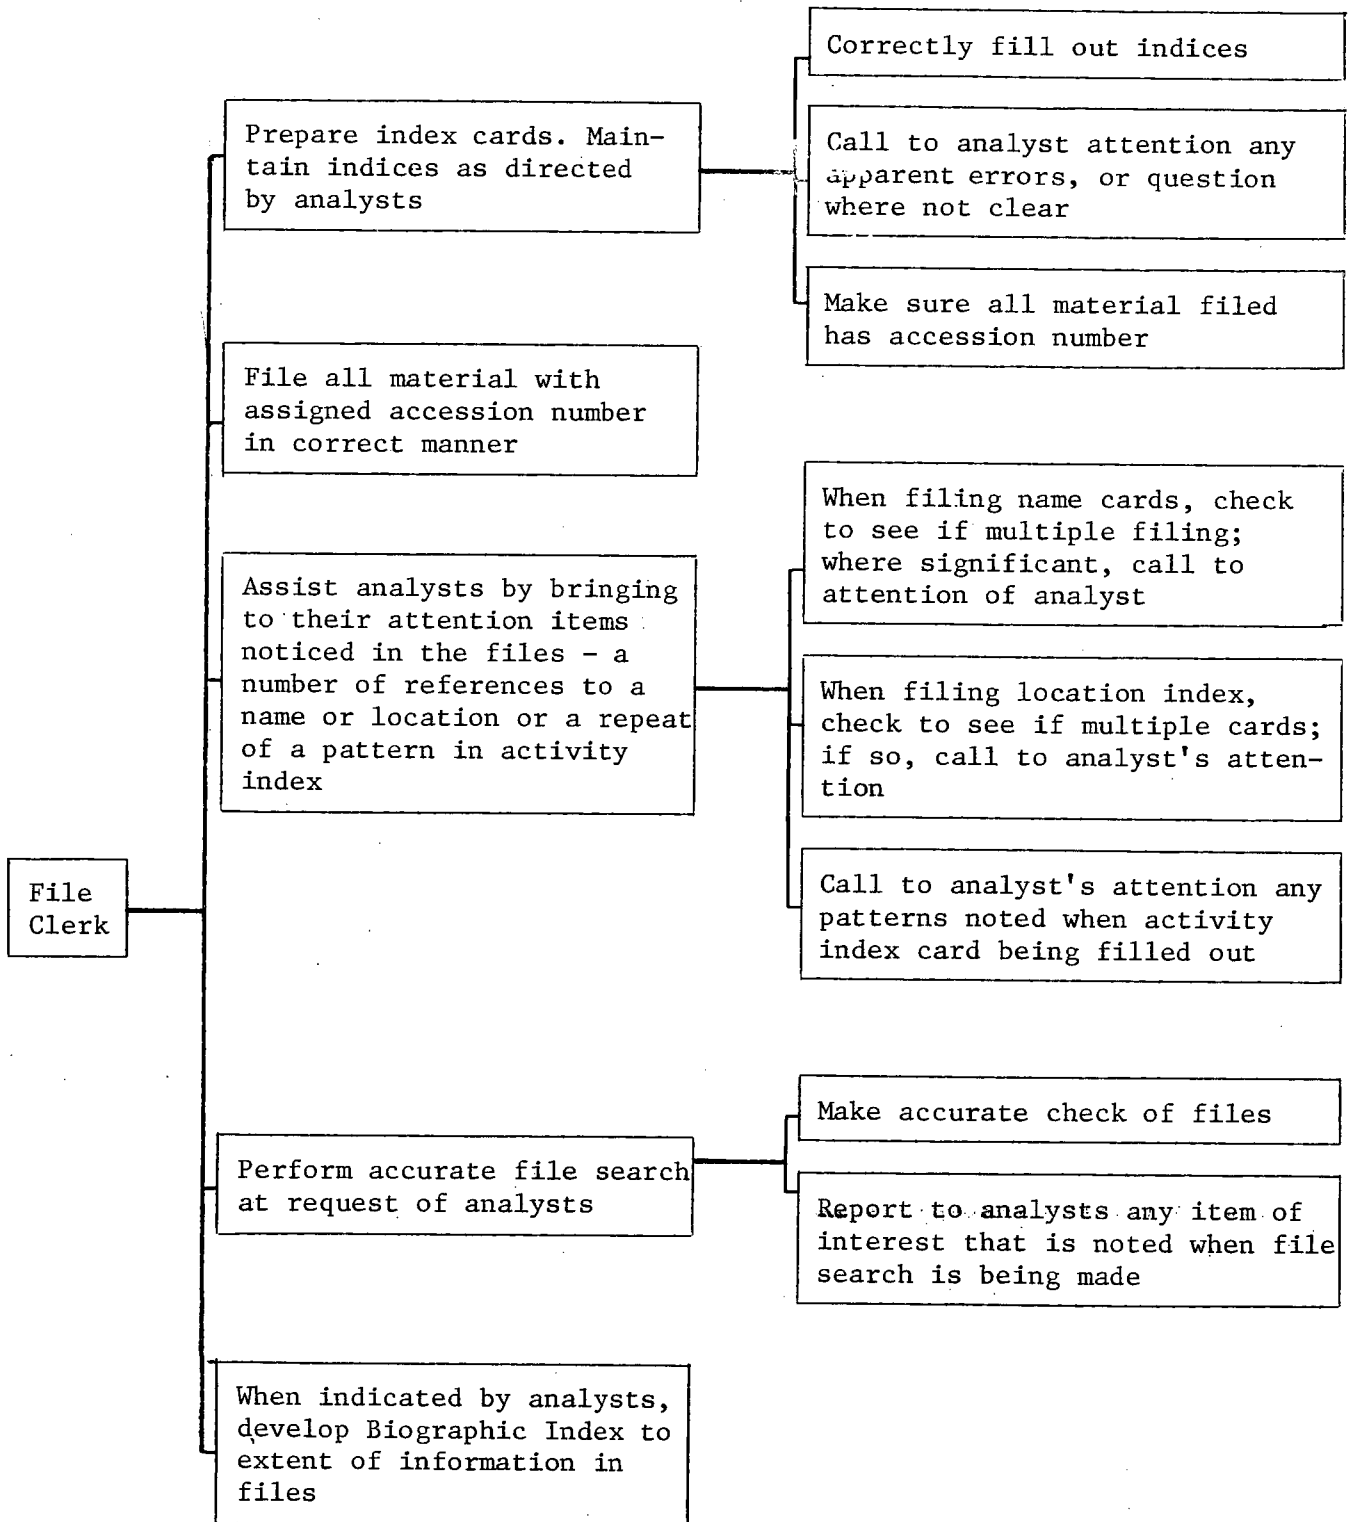 File
Clerk
Prepare index cards. Main-
tain indices as directed
by analysts
Correctly fill out indices
Call to analyst attention any
apparent errors, or question
where not clear
Make sure all material filed
has accession number
File all material with
assigned accession number
in correct manner
Assist analysts by bringing
to their attention items
noticed in the files - a
number of references to a
name or location or a repeat
of a pattern in activity
index
When filing name cards, check
to see if multiple filing;
where significant, call to
attention of analyst
When filing location index,
check to see if multiple cards;
if so, call to analyst's atten-
tion
Call to analyst's attention any
patterns noted when activity
index card being filled out
Perform accurate file search
at request of analysts
Make accurate check of files
Report to analysts any item of
interest that is noted when file
search is being made
When indicated by analysts,
develop Biographic Index to
extent of information in
files